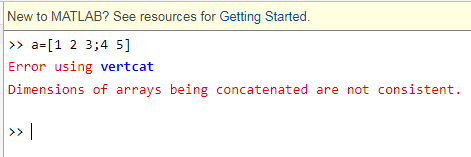 New to MATLAB? See resources for Getting Started.
>> a=[1 2 3;4 5]
Error using vertcat
Dimensions of arrays being concatenated are not consistent.
>>